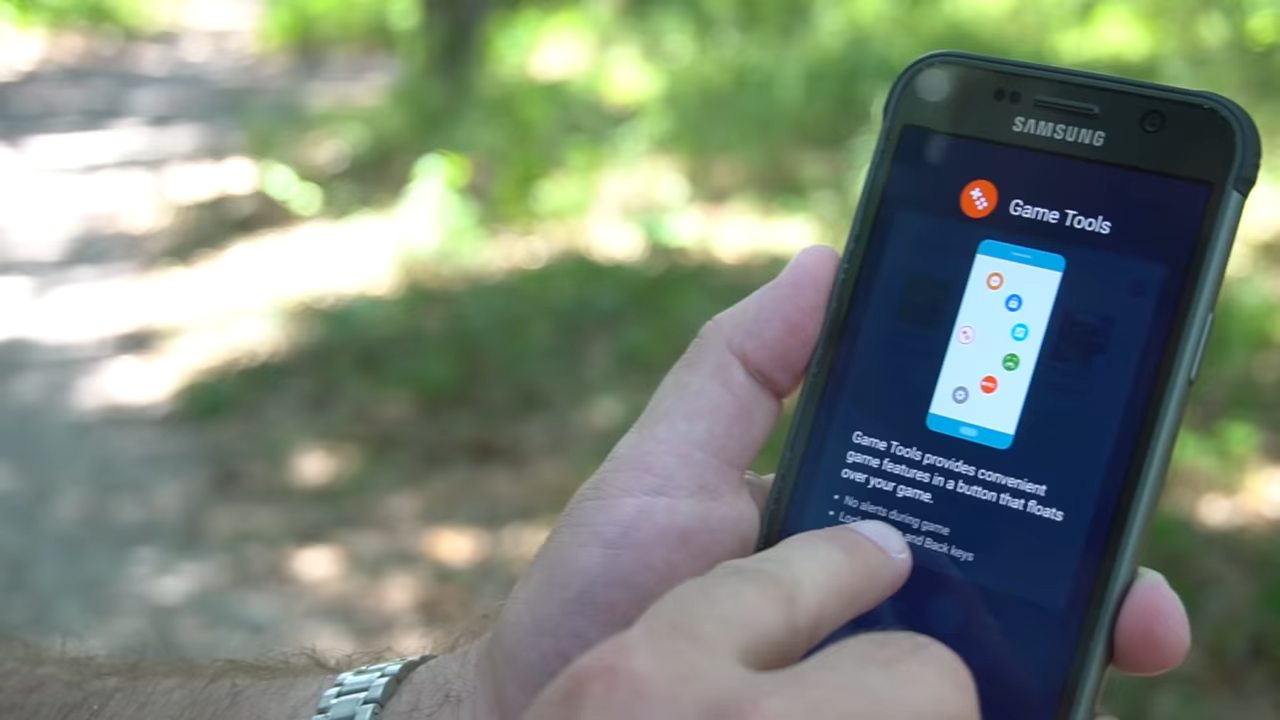 SAMSUNG
Game Tools
Game Tools provides convenient
game features in a button that floats
over your game.
• No alerts during game
• and Back keys